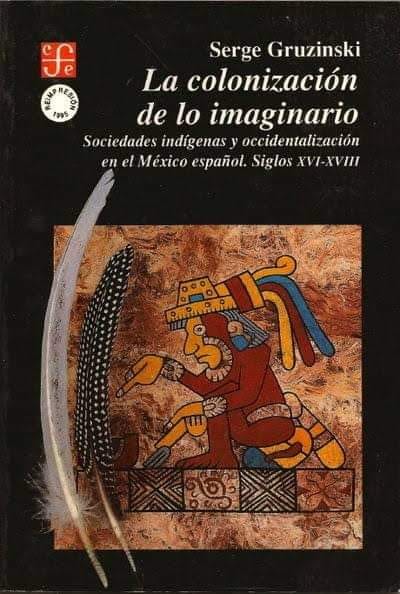 cfe
Serge Gruzinski
La colonización
de lo imaginario
REIMPRESIÓN
1995
Sociedades indígenas y occidentalización
en el México español. Siglos XVI-XVIII